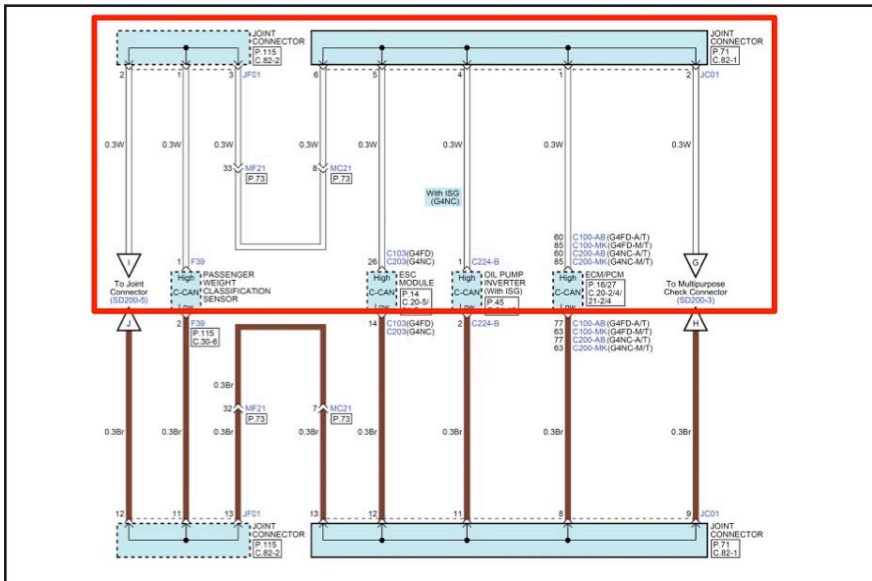 JOINT
CONNECTOR
P.115
C.82-2
JOINT
CONNECTOR
P.71
C.82-1
2 1 3 JF01 6 5 4 1 2 JC01
0.3W 0.3W 0.3W 0.3W 0.3W 0.3W 0.3W 0.3W
33 MF21 8 MC21
P.73 P.73
With ISG
(G4NC)
60 C100-AB(G4FD-A/T)
85 C100-MK(G4FD-M/T)
60 C200-AB(G4NC-A/T)
85 C200-MK(G4NC-M/T)
C103(G4FD)
26 C203(G4NC)
1 F39
1 C224-B
I
To Joint
Connector
(SD200-5)
J
High
C-CAN
Low
PASSENGER
WEIGHT
CLASSIFICATION
SENSOR
High
C-CAN
Low
ESC
MODULE
P.14
C.20-5/
High
C-CAN
Low
OIL PUMP
INVERTER
(With ISG)
P.45
High
C-CAN
Low
ECM/PCM
P.16/27
C.20-2/4/
21-2/4
G
To Multipurpose
Check Connector
(SD200-3)
H
2 F39
P.115
C.30-6
14 C103(G4FD)
C203(G4NC)
2 C224-B
77 C100-AB(G4FD-A/T)
63 C100-MK(G4FD-M/T)
77 C200-AB(G4NC-A/T)
63 C200-MK(G4NC-M/T)
0.3Br
32 MF21 7 MC21
P.73 P.73
0.3Br 0.3Br 0.3Br 0.3Br 0.3Br 0.3Br 0.3Br 0.3Br
12 11 13 JF01 13 12 11 8 9 JC01
JOINT
CONNECTOR
P.115
C.82-2
JOINT
CONNECTOR
P.71
C.82-1